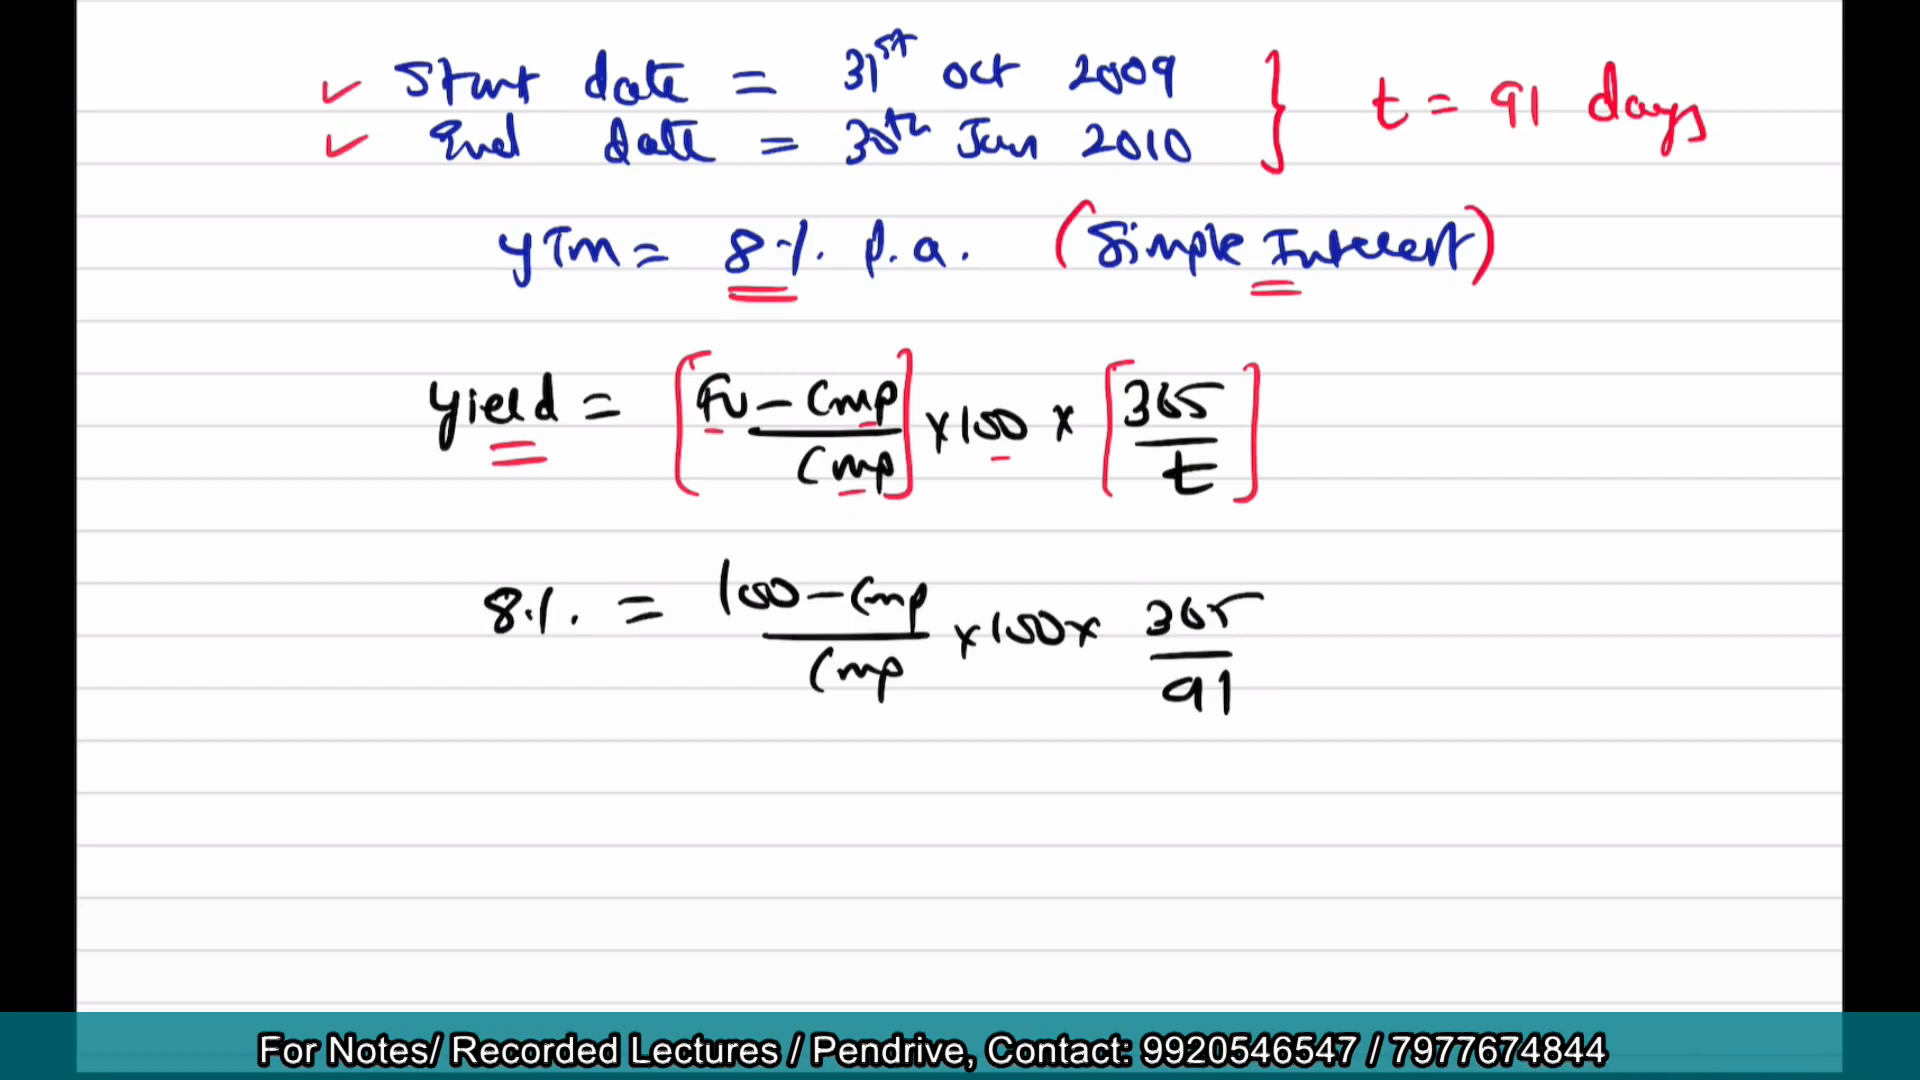 ✓ Start date = 31st oct 2009 } t = 91 days
✓ End date = 30th Jan 2010
YTM = 8 % p.a. (Simple Interest)
Yield = [FV - CMP / CMP] × 100 × [365 / t]
8 % = 100 - CMP / CMP × 100 × 365 / 91
For Notes/ Recorded Lectures / Pendrive, Contact: 9920546547 / 7977674844